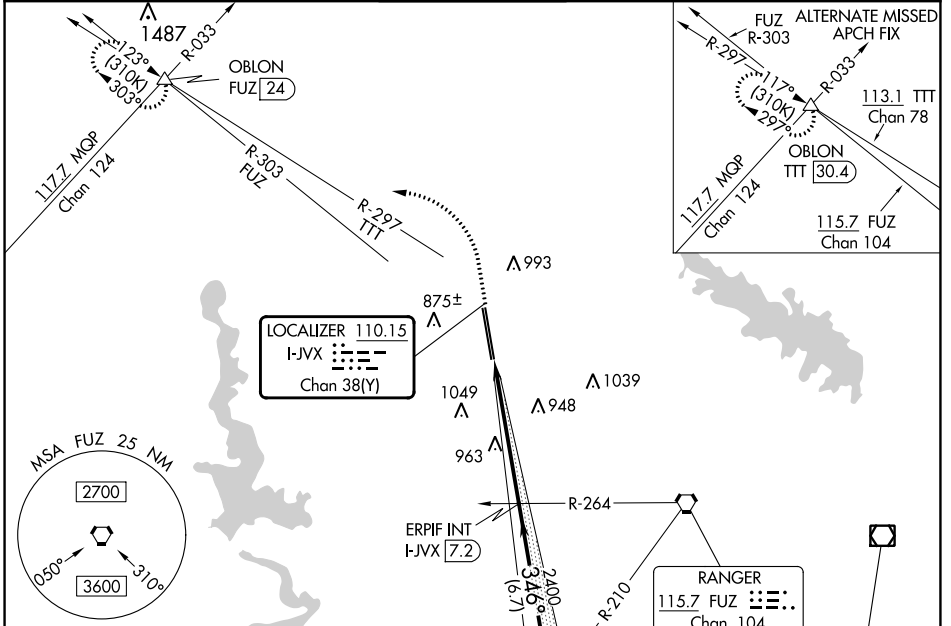 1487
R-033
123°
(310K)
303°
OBLON
FUZ 24
117.7 MQP
Chan 124
R-303
FUZ
R-297
TTT
FUZ
R-303
ALTERNATE MISSED
APCH FIX
R-297
117°
(310K)
297°
R-033
113.1 TTT
Chan 78
OBLON
TTT 30.4
117.7 MQP
Chan 124
115.7 FUZ
Chan 104
993
875±
LOCALIZER 110.15
I-JVX
Chan 38(Y)
1049
1039
948
963
MSA FUZ 25 NM
2700
050°
310°
3600
R-264
ERPIF INT
I-JVX 7.2
346°
2400
(6.7)
R-210
RANGER
115.7 FUZ
Chan 104